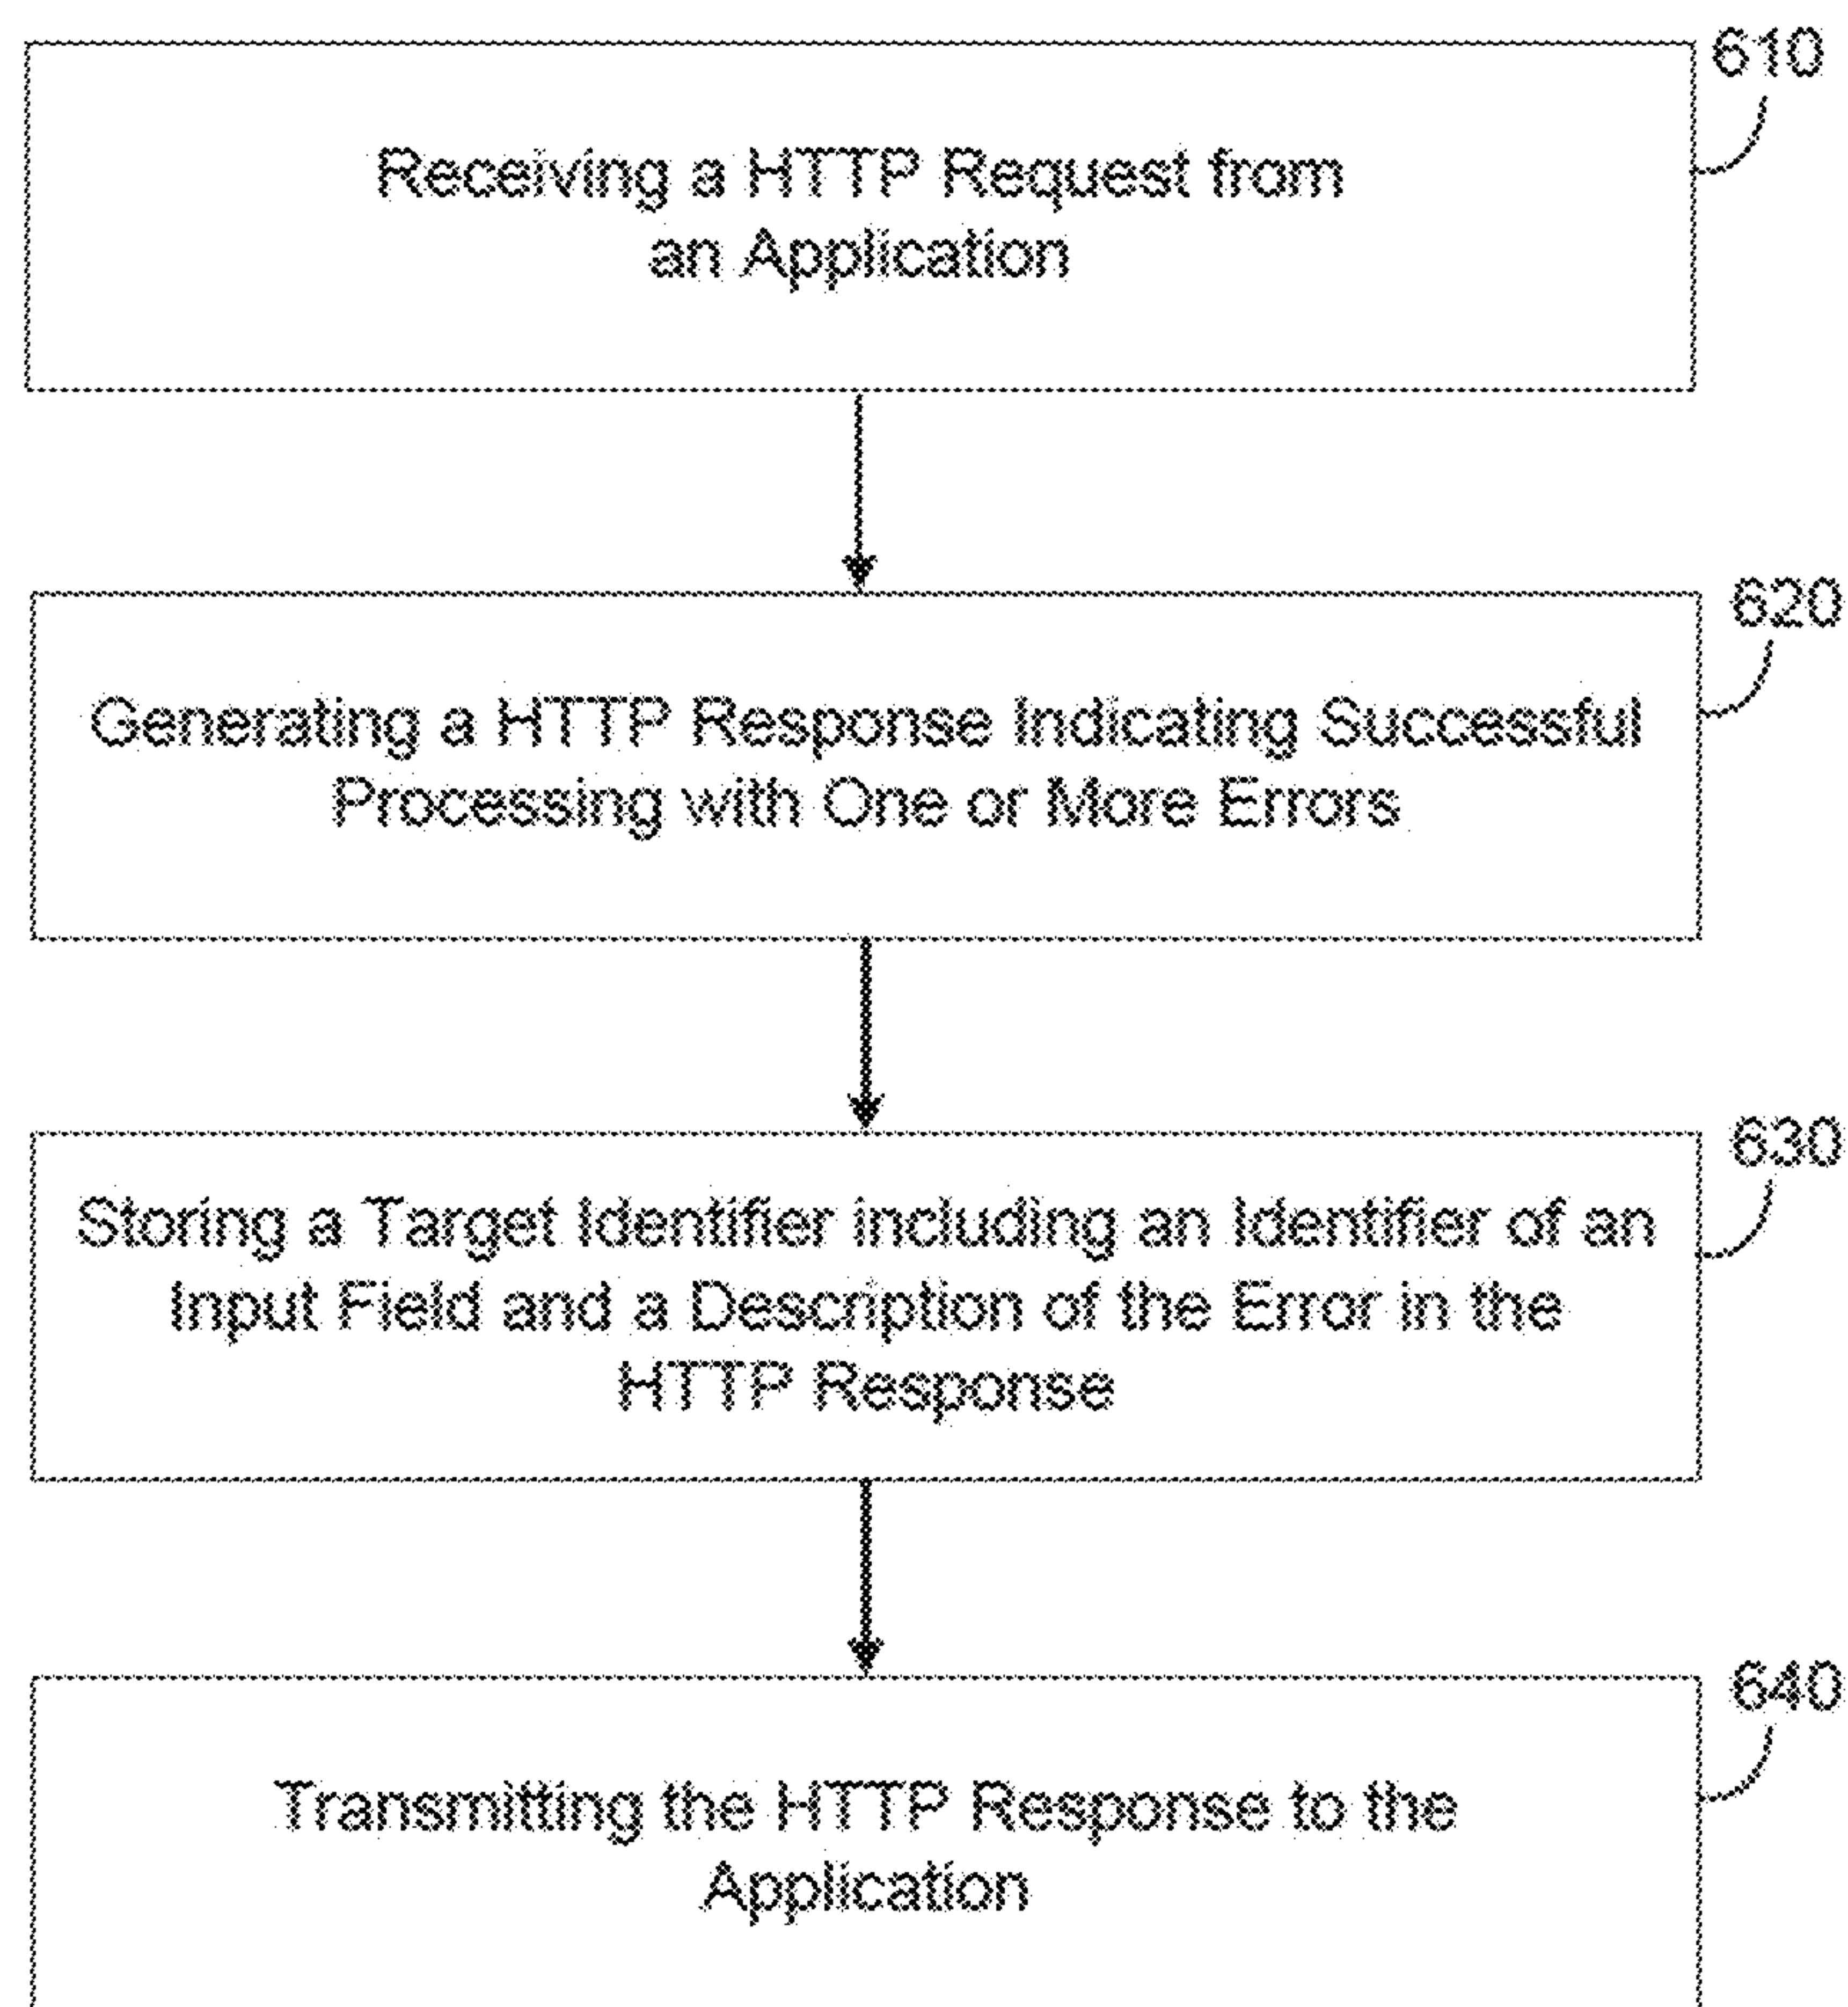 610
Receiving a HTTP Request from
an Application
620
Generating a HTTP Response Indicating Successful
Processing with One or More Errors
630
Storing a Target Identifier including an Identifier of an
Input Field and a Description of the Error in the
HTTP Response
640
Transmitting the HTTP Response to the
Application